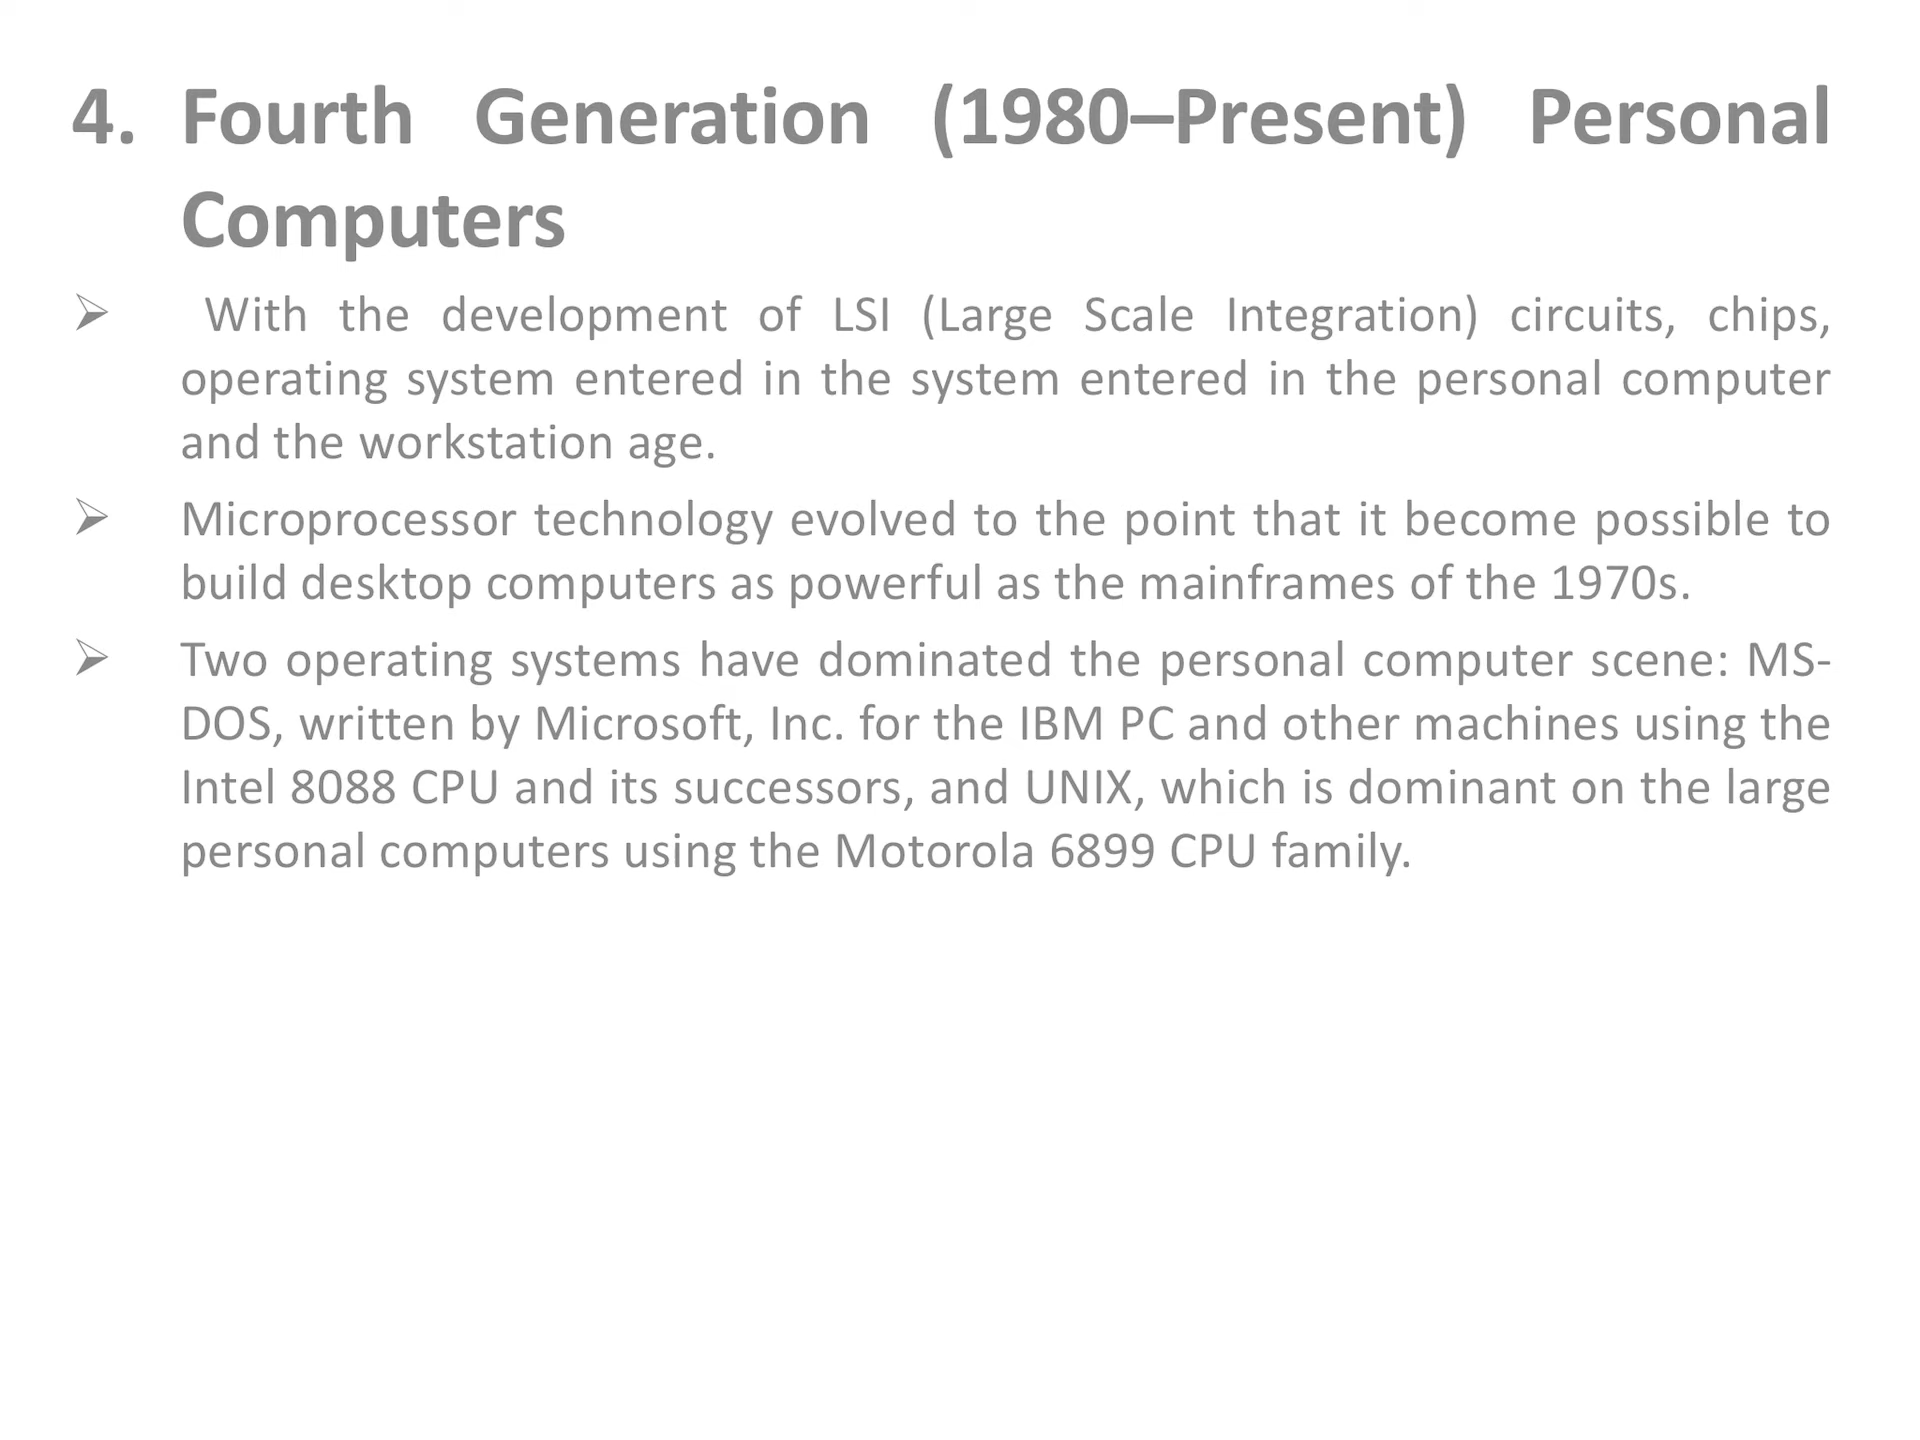 4. Fourth Generation (1980–Present) Personal
Computers
➢ With the development of LSI (Large Scale Integration) circuits, chips,
operating system entered in the system entered in the personal computer
and the workstation age.
➢ Microprocessor technology evolved to the point that it become possible to
build desktop computers as powerful as the mainframes of the 1970s.
➢ Two operating systems have dominated the personal computer scene: MS-
DOS, written by Microsoft, Inc. for the IBM PC and other machines using the
Intel 8088 CPU and its successors, and UNIX, which is dominant on the large
personal computers using the Motorola 6899 CPU family.